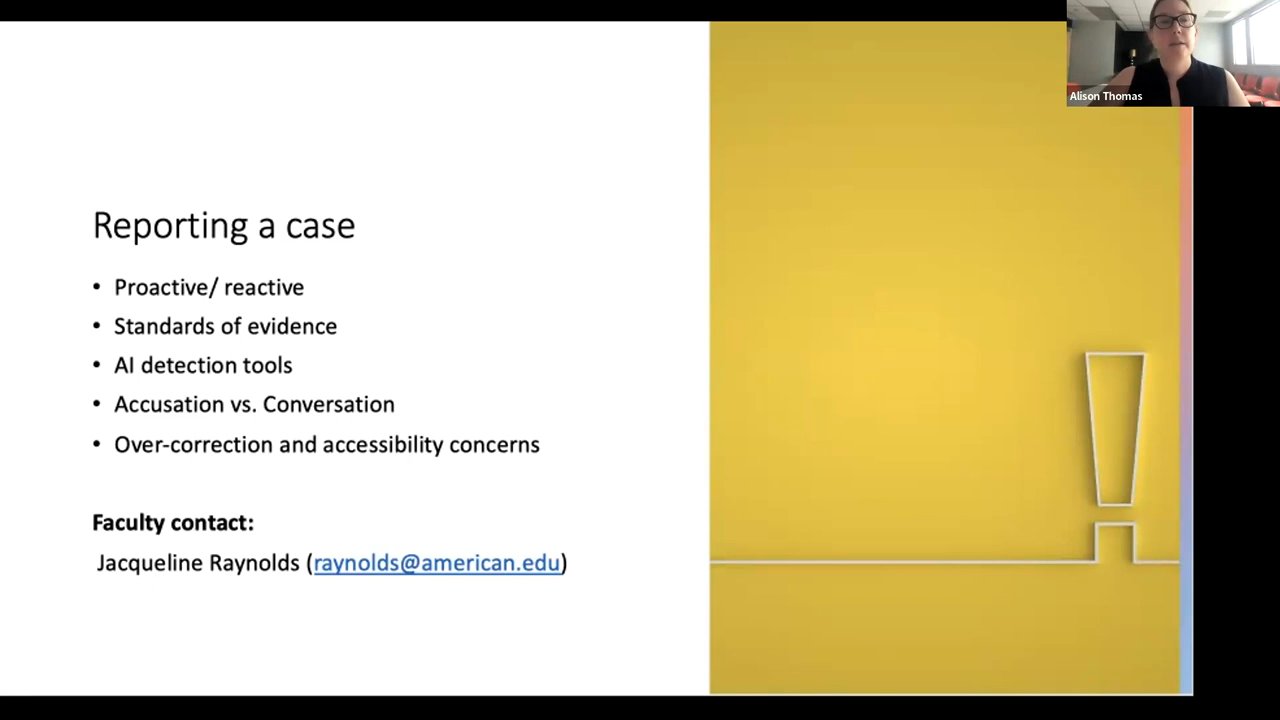 Alison Thomas
Reporting a case
• Proactive/ reactive
• Standards of evidence
• AI detection tools
• Accusation vs. Conversation
• Over-correction and accessibility concerns
Faculty contact:
Jacqueline Raynolds (raynolds@american.edu)